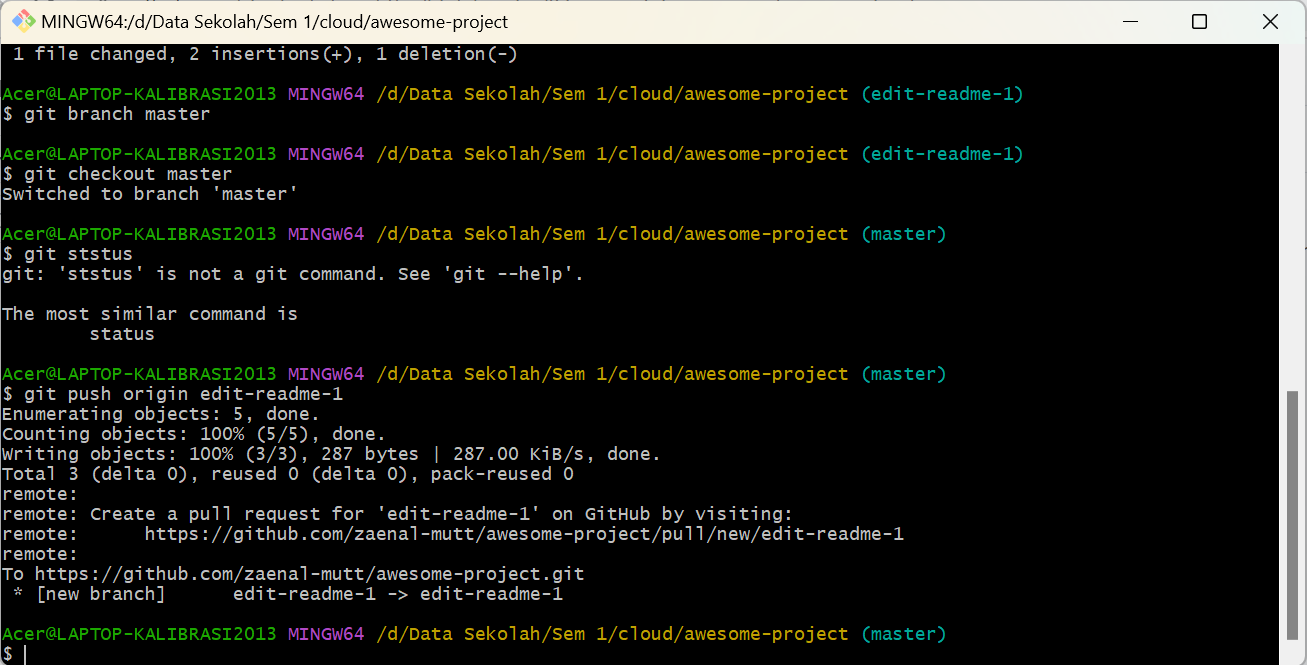 MINGW64:/d/Data Sekolah/Sem 1/cloud/awesome-project
1 file changed, 2 insertions(+), 1 deletion(-)
Acer@LAPTOP-KALIBRASI2013 MINGW64 /d/Data Sekolah/Sem 1/cloud/awesome-project (edit-readme-1)
$ git branch master
Acer@LAPTOP-KALIBRASI2013 MINGW64 /d/Data Sekolah/Sem 1/cloud/awesome-project (edit-readme-1)
$ git checkout master
Switched to branch 'master'
Acer@LAPTOP-KALIBRASI2013 MINGW64 /d/Data Sekolah/Sem 1/cloud/awesome-project (master)
$ git ststus
git: 'ststus' is not a git command. See 'git --help'.
The most similar command is
status
Acer@LAPTOP-KALIBRASI2013 MINGW64 /d/Data Sekolah/Sem 1/cloud/awesome-project (master)
$ git push origin edit-readme-1
Enumerating objects: 5, done.
Counting objects: 100% (5/5), done.
Writing objects: 100% (3/3), 287 bytes | 287.00 KiB/s, done.
Total 3 (delta 0), reused 0 (delta 0), pack-reused 0
remote:
remote: Create a pull request for 'edit-readme-1' on GitHub by visiting:
remote:      https://github.com/zaenal-mutt/awesome-project/pull/new/edit-readme-1
remote:
To https://github.com/zaenal-mutt/awesome-project.git
* [new branch]      edit-readme-1 -> edit-readme-1
Acer@LAPTOP-KALIBRASI2013 MINGW64 /d/Data Sekolah/Sem 1/cloud/awesome-project (master)
$